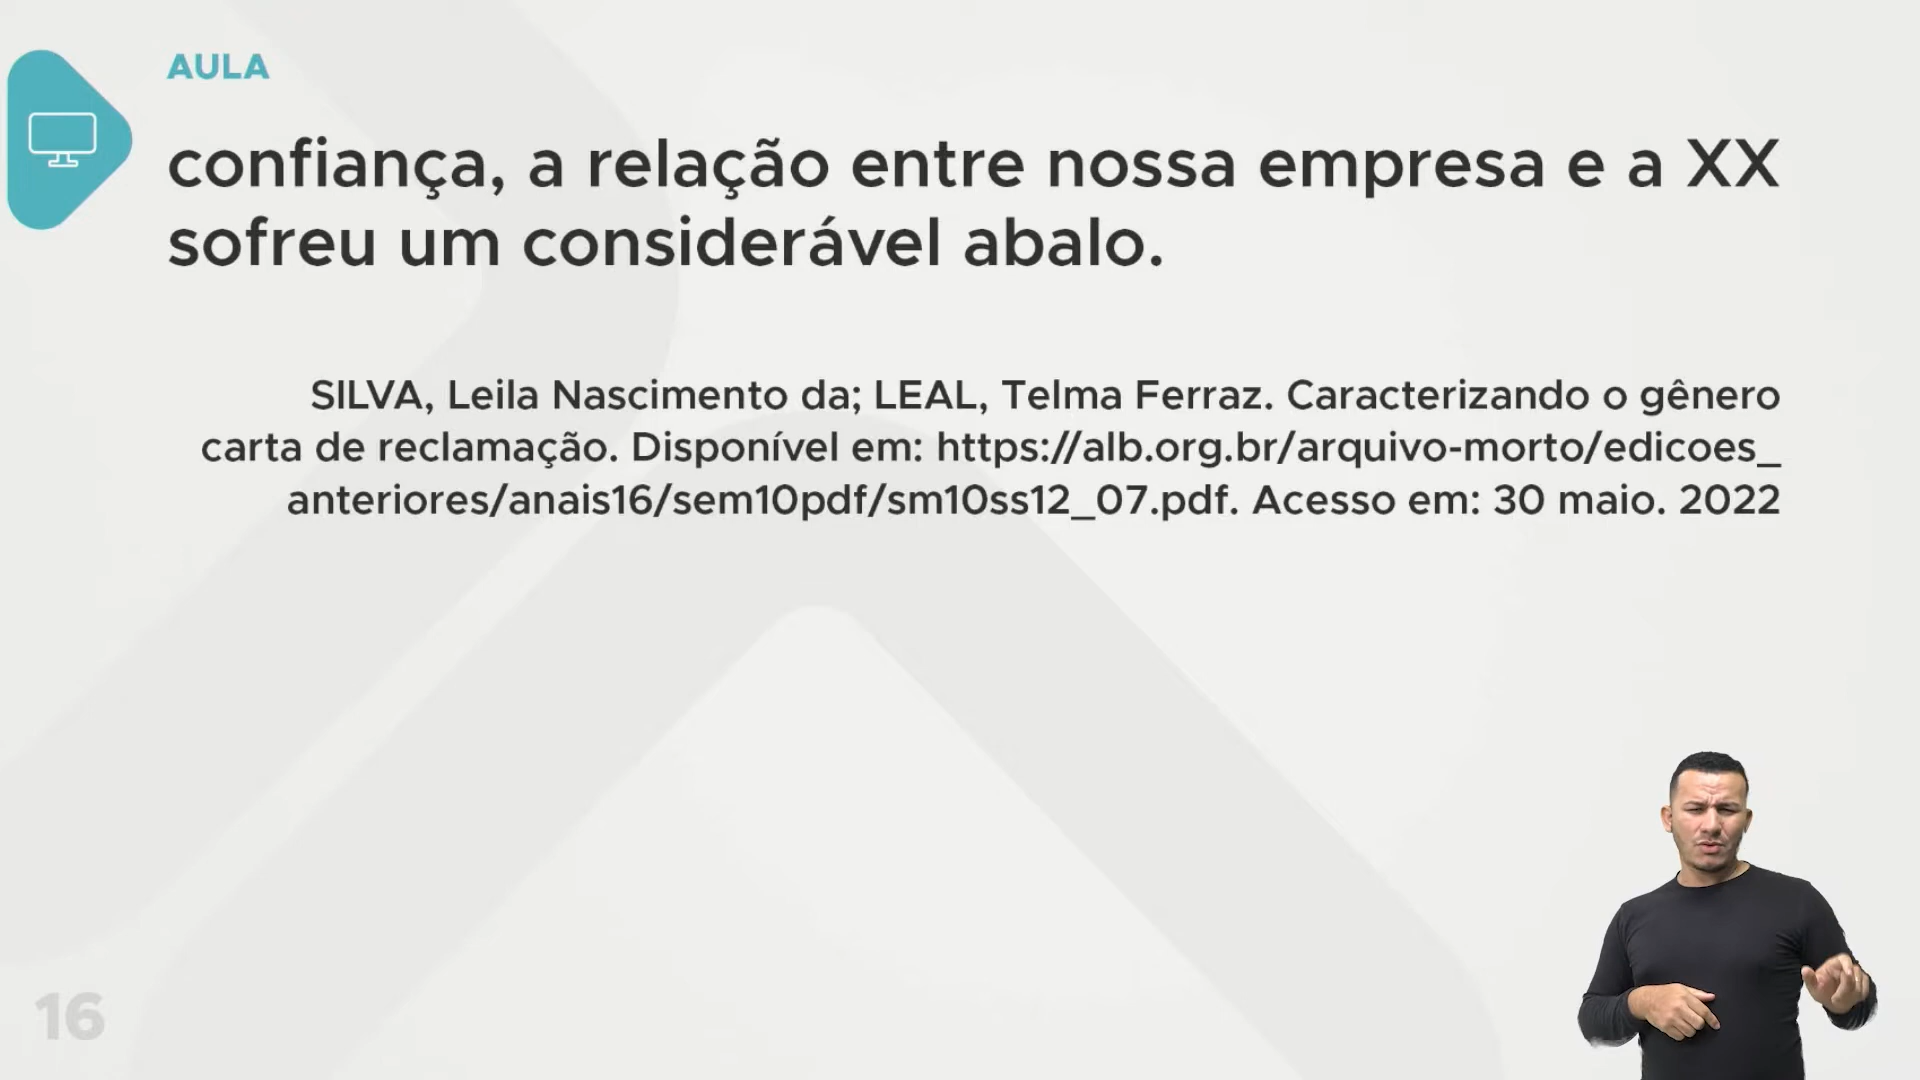 AULA
confiança, a relação entre nossa empresa e a XX
sofreu um considerável abalo.
SILVA, Leila Nascimento da; LEAL, Telma Ferraz. Caracterizando o gênero
carta de reclamação. Disponível em: https://alb.org.br/arquivo-morto/edicoes_
anteriores/anais16/sem10pdf/sm10ss12_07.pdf. Acesso em: 30 maio. 2022
16